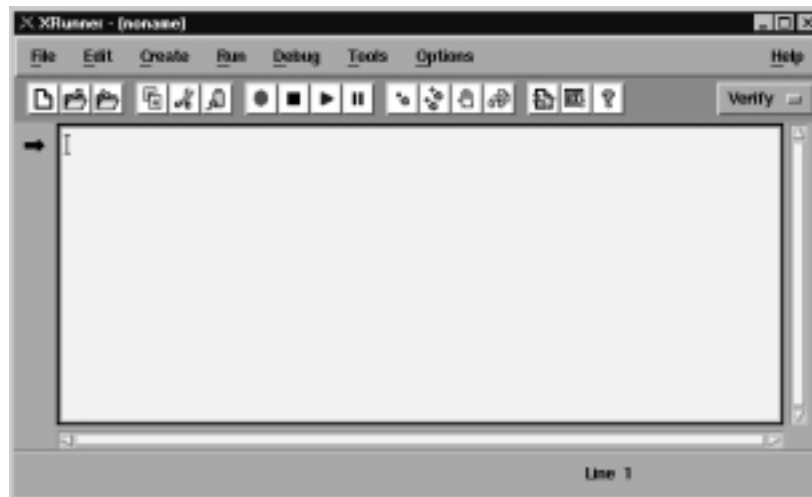 XRunner - [noname]
File Edit Create Run Debug Tools Options Help
Verify
Line 1